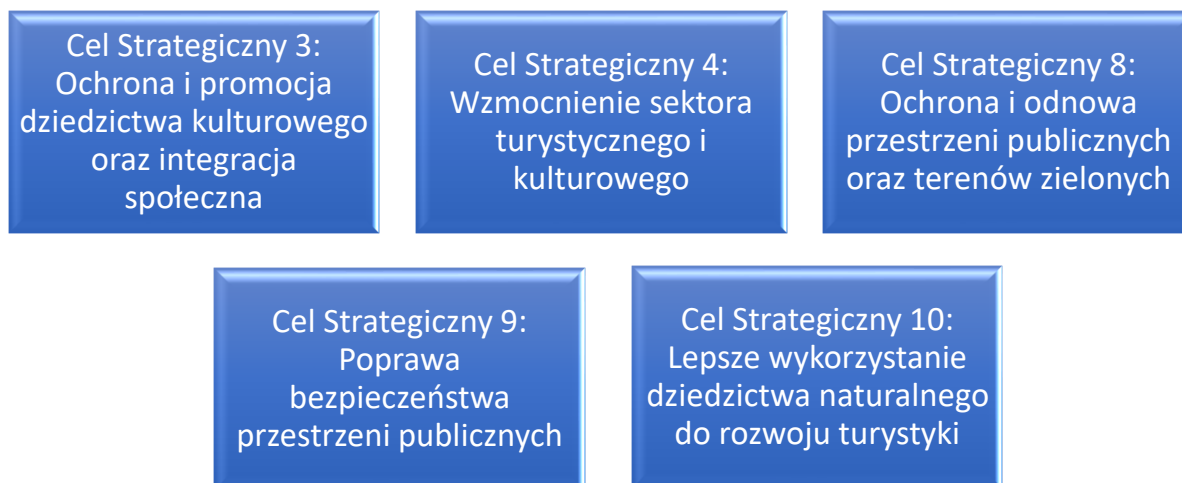 Cel Strategiczny 3:
Ochrona i promocja
dziedzictwa kulturowego
oraz integracja
społeczna
Cel Strategiczny 4:
Wzmocnienie sektora
turystycznego i
kulturowego
Cel Strategiczny 8:
Ochrona i odnowa
przestrzeni publicznych
oraz terenów zielonych
Cel Strategiczny 9:
Poprawa
bezpieczeństwa
przestrzeni publicznych
Cel Strategiczny 10:
Lepsze wykorzystanie
dziedzictwa naturalnego
do rozwoju turystyki